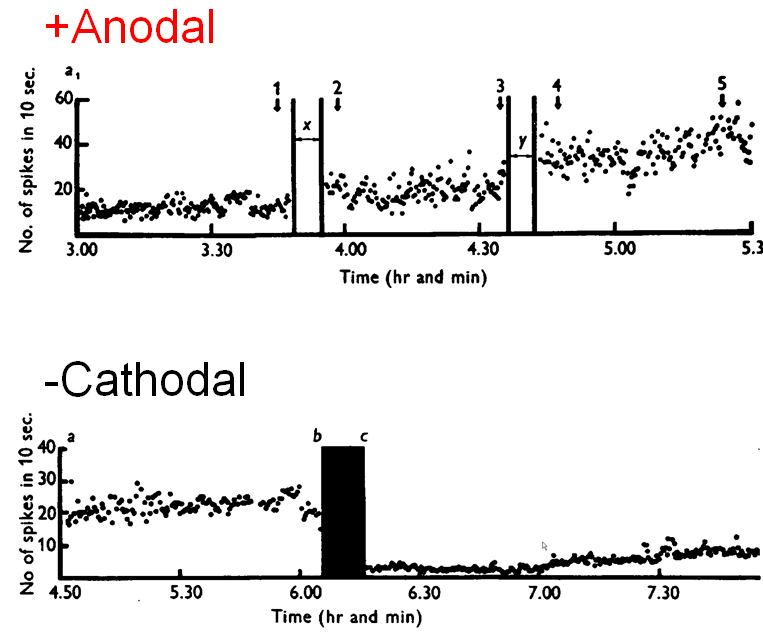 +Anodal
a₁
1 2 3 4 5
x y
60
40
20
No. of spikes in 10 sec.
3.00 3.30 4.00 4.30 5.00 5.3
Time (hr and min)
-Cathodal
a b c
40
30
20
10
No of spikes in 10 sec.
4.50 5.30 6.00 6.30 7.00 7.30
Time (hr and min)